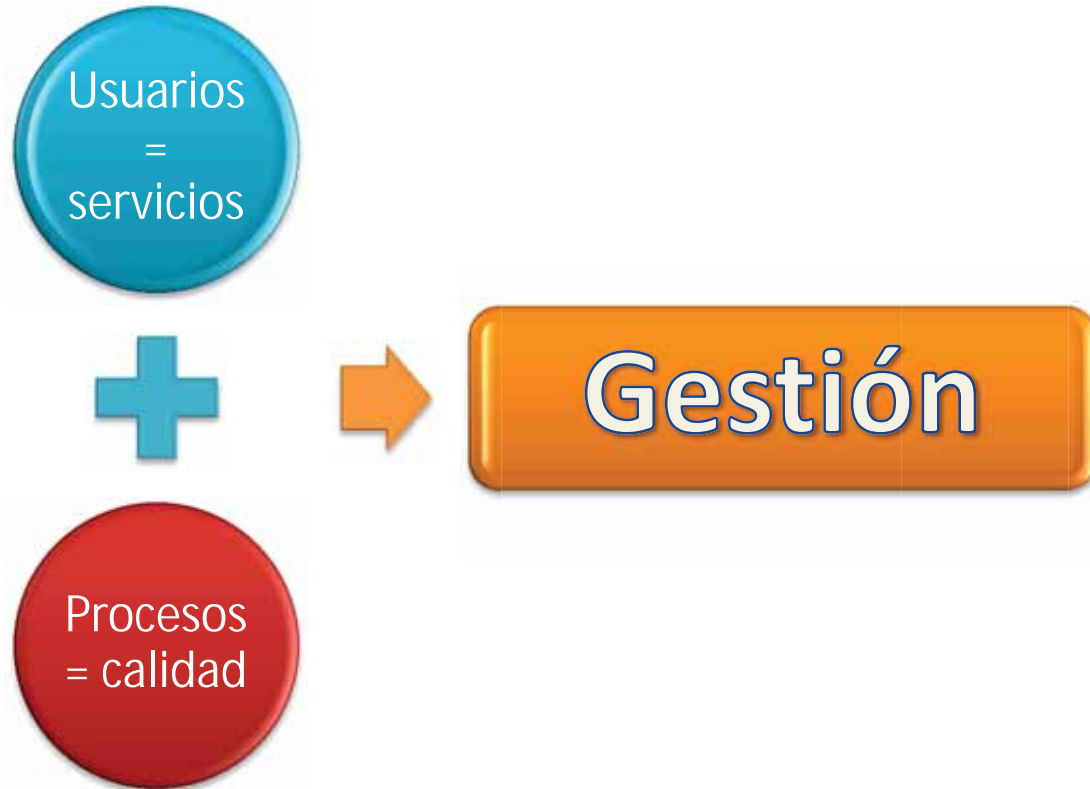 Usuarios
=
servicios
Gestión
Procesos
= calidad